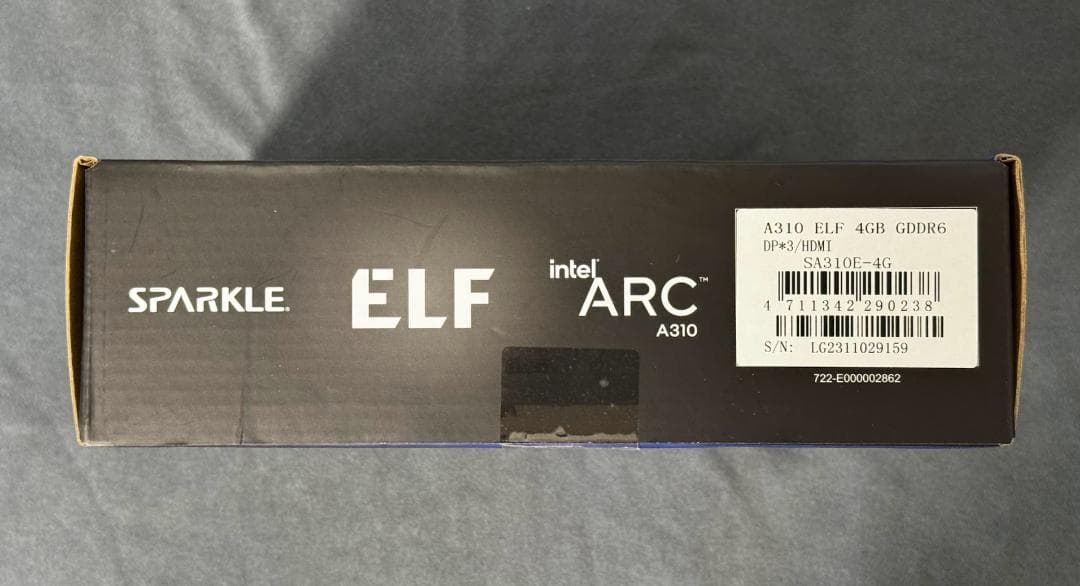 SPARKLE.
ELF
intel
ARC™
A310
A310 ELF 4GB GDDR6
DP*3/HDMI
SA310E-4G
4 711342 290238
S/N: LG2311029159
722-E000002862